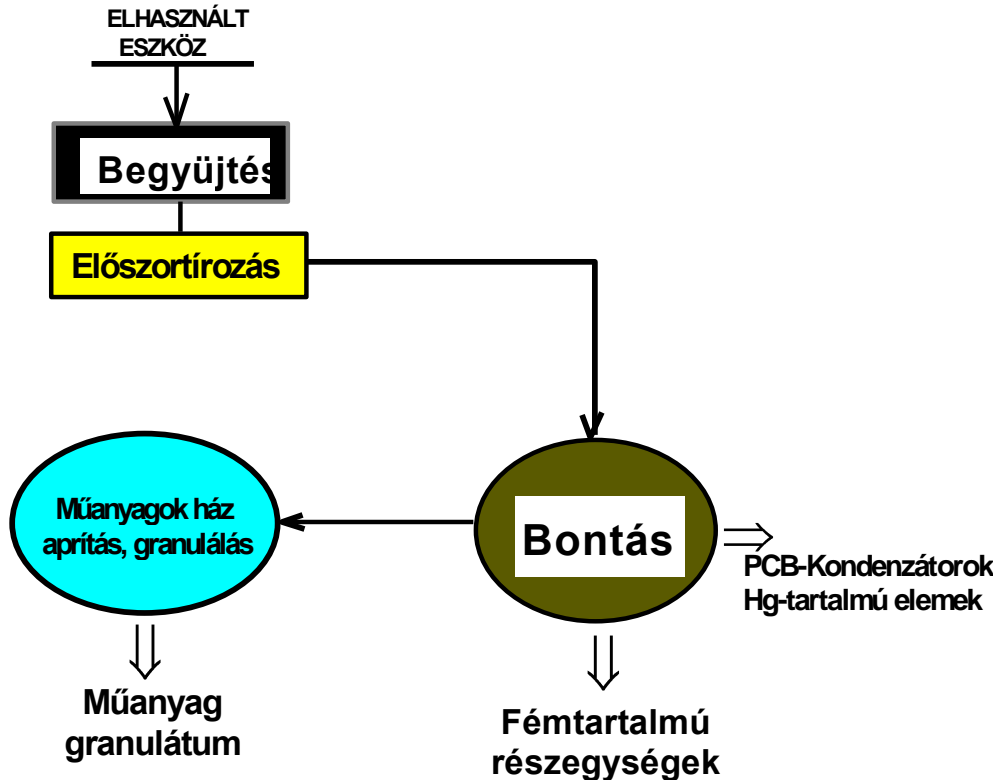 ELHASZNÁLT
ESZKÖZ
Begyüjtés
Előszortírozás
Műanyagok ház
aprítás, granulálás
Bontás
PCB-Kondenzátorok
Hg-tartalmú elemek
Műanyag
granulátum
Fémtartalmú
részegységek